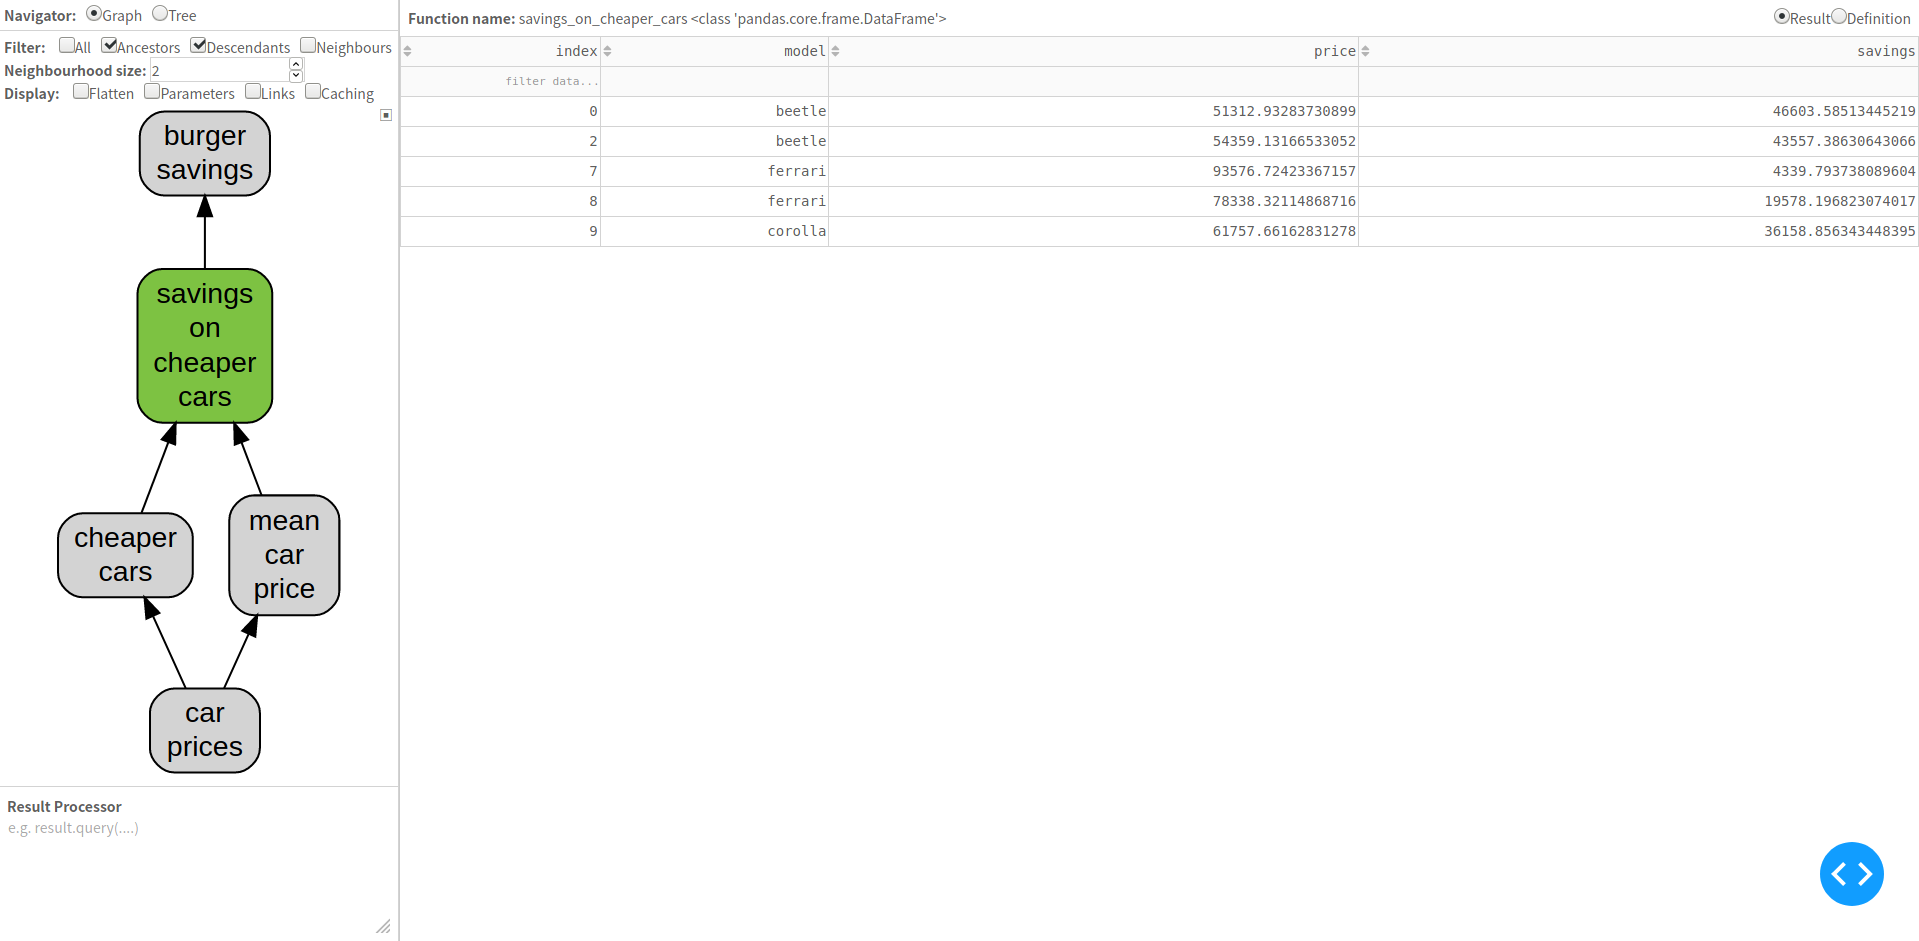 Navigator: Graph Tree
Filter: All Ancestors Descendants Neighbours
Neighbourhood size: 2
Display: Flatten Parameters Links Caching
burger
savings
savings
on
cheaper
cars
cheaper
cars
mean
car
price
car
prices
Result Processor
e.g. result.query(....)
Function name: savings_on_cheaper_cars <class 'pandas.core.frame.DataFrame'>
Result Definition
index model price savings
filter data...
0 beetle 51312.93283730899 46603.58513445219
2 beetle 54359.13166533052 43557.38630643066
7 ferrari 93576.72423367157 4339.793738089604
8 ferrari 78338.32114868716 19578.196823074017
9 corolla 61757.66162831278 36158.856343448395